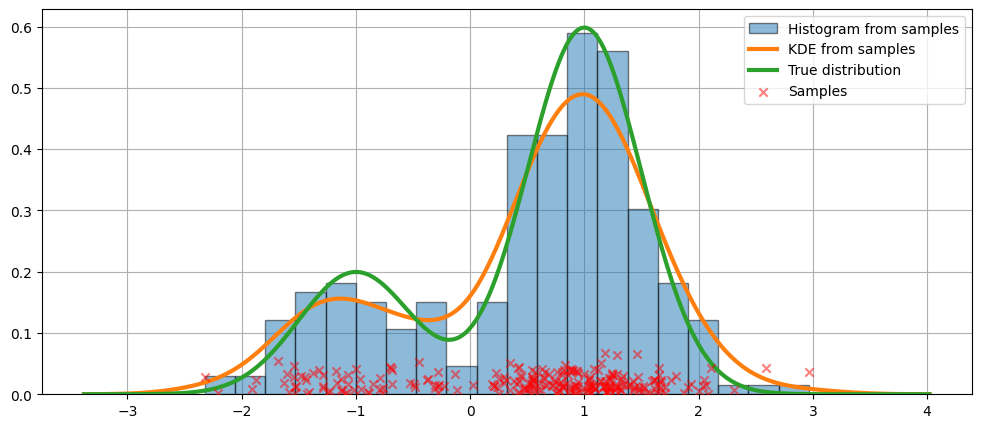 Histogram from samples
KDE from samples
True distribution
Samples
0.6
0.5
0.4
0.3
0.2
0.1
0.0
−3 −2 −1 0 1 2 3 4